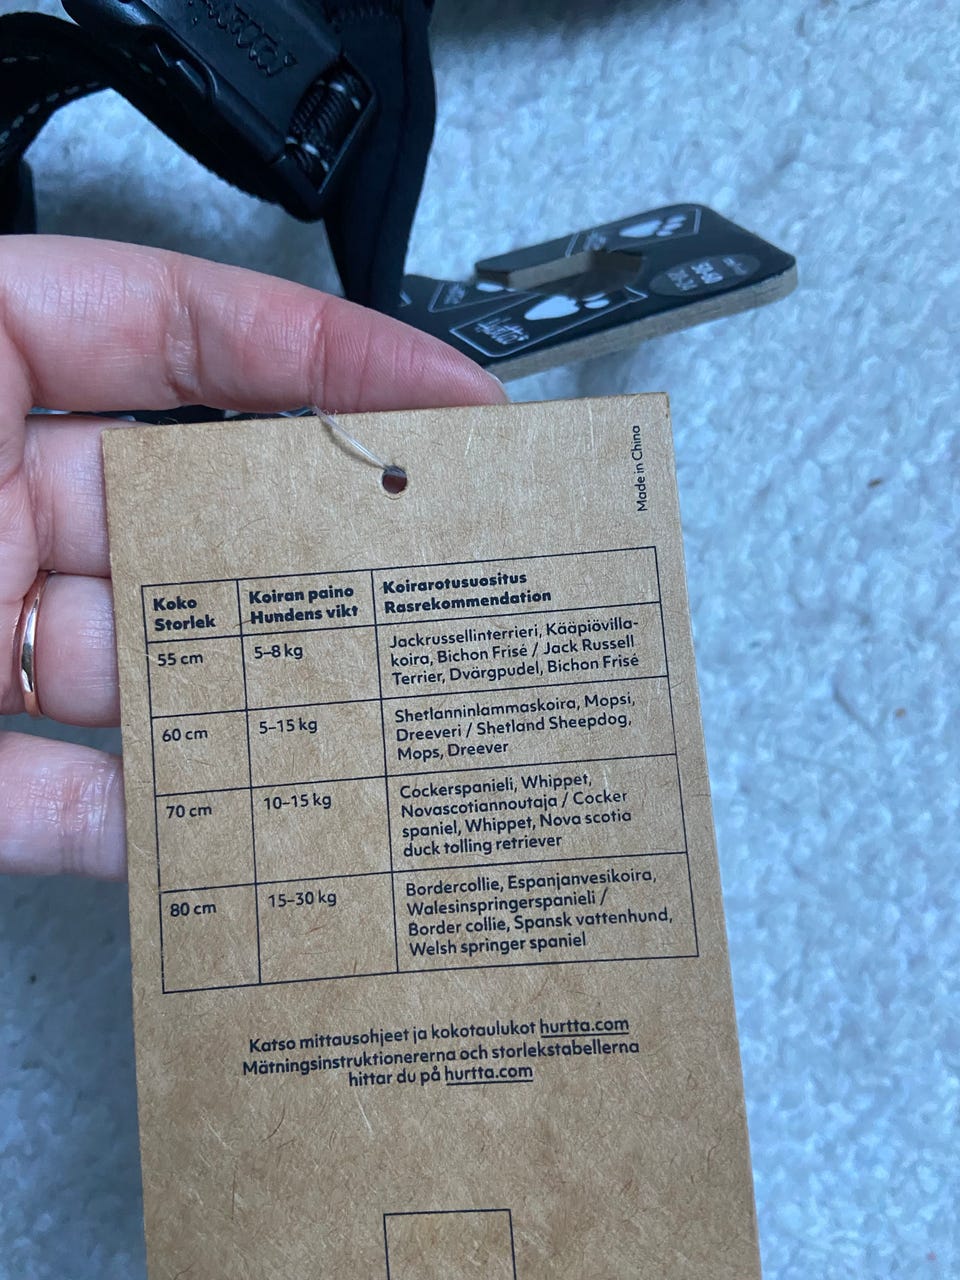 Hurtta
Made in China
Koko
Storlek
Koiran paino
Hundens vikt
Koirarotusuositus
Rasrekommendation
55 cm
5–8 kg
Jackrussellinterrieri, Kääpiövilla-
koira, Bichon Frisé / Jack Russell
Terrier, Dvärgpudel, Bichon Frisé
60 cm
5–15 kg
Shetlanninlammaskoira, Mopsi,
Dreeveri / Shetland Sheepdog,
Mops, Dreever
70 cm
10–15 kg
Cockerspanieli, Whippet,
Novascotiannoutaja / Cocker
spaniel, Whippet, Nova scotia
duck tolling retriever
80 cm
15–30 kg
Bordercollie, Espanjanvesikoira,
Walesinspringerspanieli /
Border collie, Spansk vattenhund,
Welsh springer spaniel
Katso mittausohjeet ja kokotaulukot hurtta.com
Mätningsinstruktionererna och storlekstabellerna
hittar du på hurtta.com